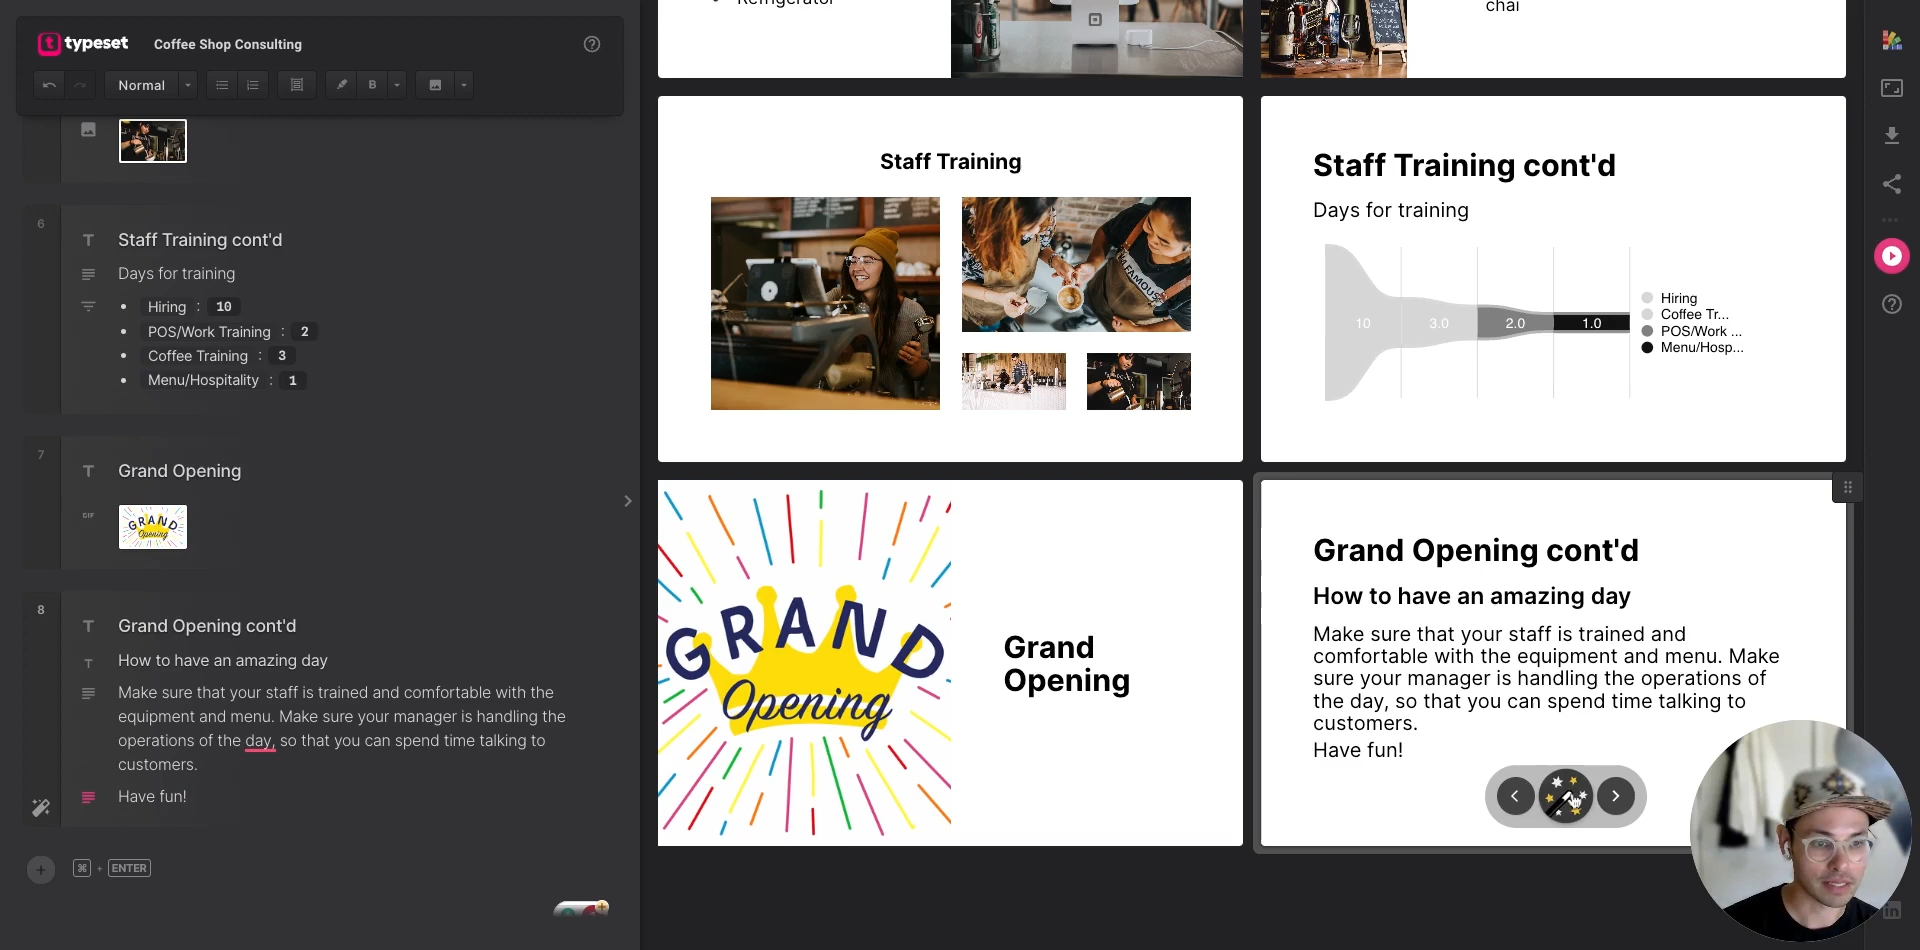 typeset
Coffee Shop Consulting
Normal
B
6
Staff Training cont'd
Days for training
• Hiring : 10
• POS/Work Training : 2
• Coffee Training : 3
• Menu/Hospitality : 1
7
Grand Opening
GIF
GRAND
Opening
8
Grand Opening cont'd
How to have an amazing day
Make sure that your staff is trained and comfortable with the
equipment and menu. Make sure your manager is handling the
operations of the day, so that you can spend time talking to
customers.
Have fun!
⌘ + ENTER
chai
Staff Training
FAMOUS
Staff Training cont'd
Days for training
10
3.0
2.0
1.0
Hiring
Coffee Tr...
POS/Work ...
Menu/Hosp...
GRAND
Opening
Grand
Opening
Grand Opening cont'd
How to have an amazing day
Make sure that your staff is trained and
comfortable with the equipment and menu. Make
sure your manager is handling the operations of
the day, so that you can spend time talking to
customers.
Have fun!
in